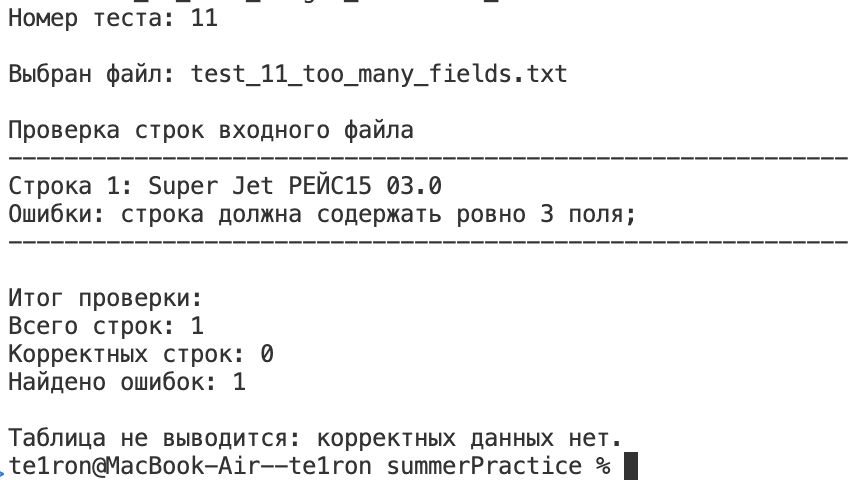 Номер теста: 11
Выбран файл: test_11_too_many_fields.txt
Проверка строк входного файла
------------------------------------------------------------
Строка 1: Super Jet РЕЙС15 03.0
Ошибки: строка должна содержать ровно 3 поля;
------------------------------------------------------------
Итог проверки:
Всего строк: 1
Корректных строк: 0
Найдено ошибок: 1
Таблица не выводится: корректных данных нет.
te1ron@MacBook-Air--te1ron summerPractice %